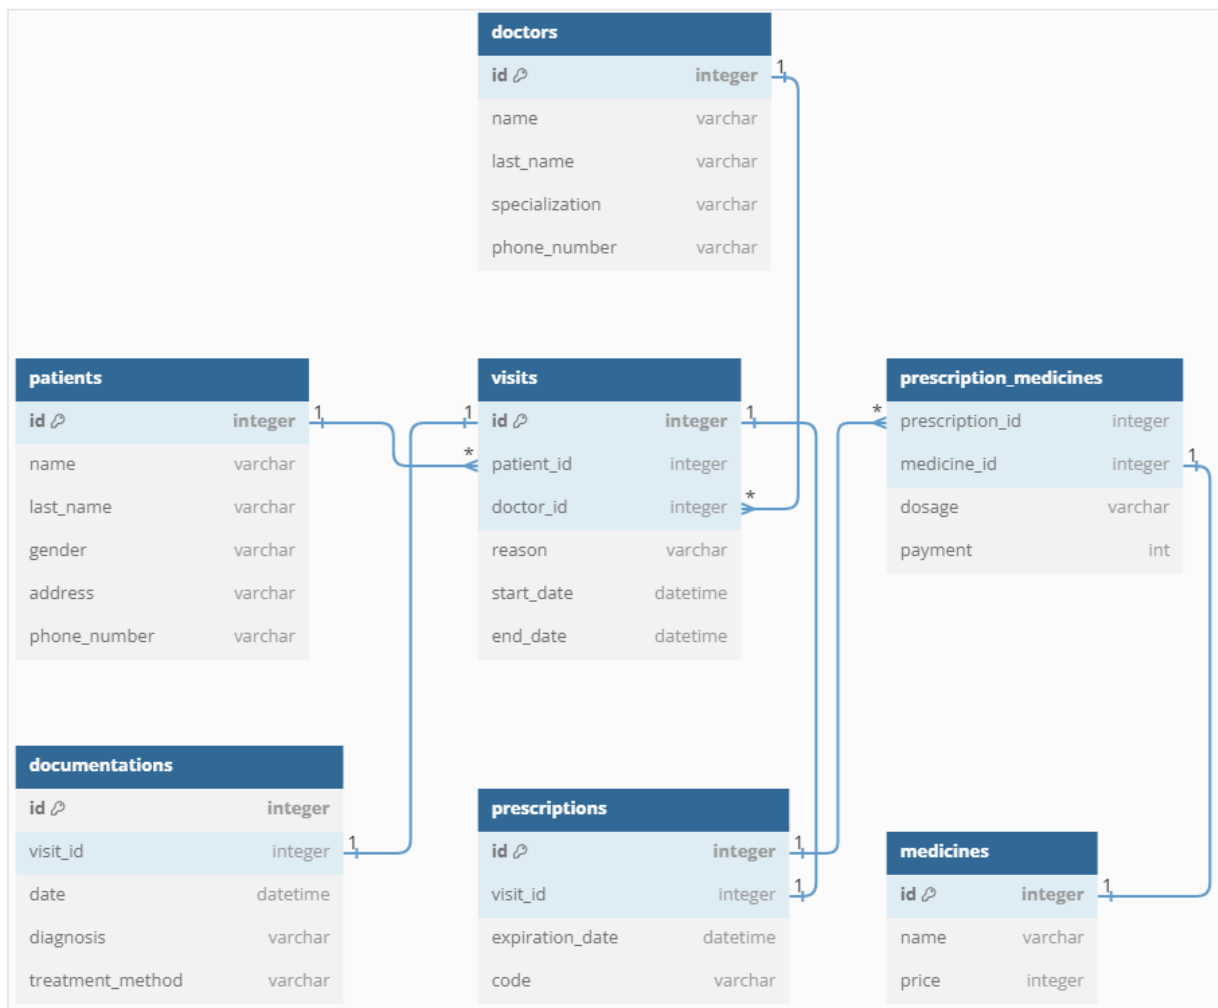 doctors
id integer
name varchar
last_name varchar
specialization varchar
phone_number varchar
1
*
patients
id integer
name varchar
last_name varchar
gender varchar
address varchar
phone_number varchar
1
*
visits
id integer
patient_id integer
doctor_id integer
reason varchar
start_date datetime
end_date datetime
1
1
prescription_medicines
prescription_id integer
medicine_id integer
dosage varchar
payment int
*
1
documentations
id integer
visit_id integer
date datetime
diagnosis varchar
treatment_method varchar
1
prescriptions
id integer
visit_id integer
expiration_date datetime
code varchar
1
1
medicines
id integer
name varchar
price integer
1